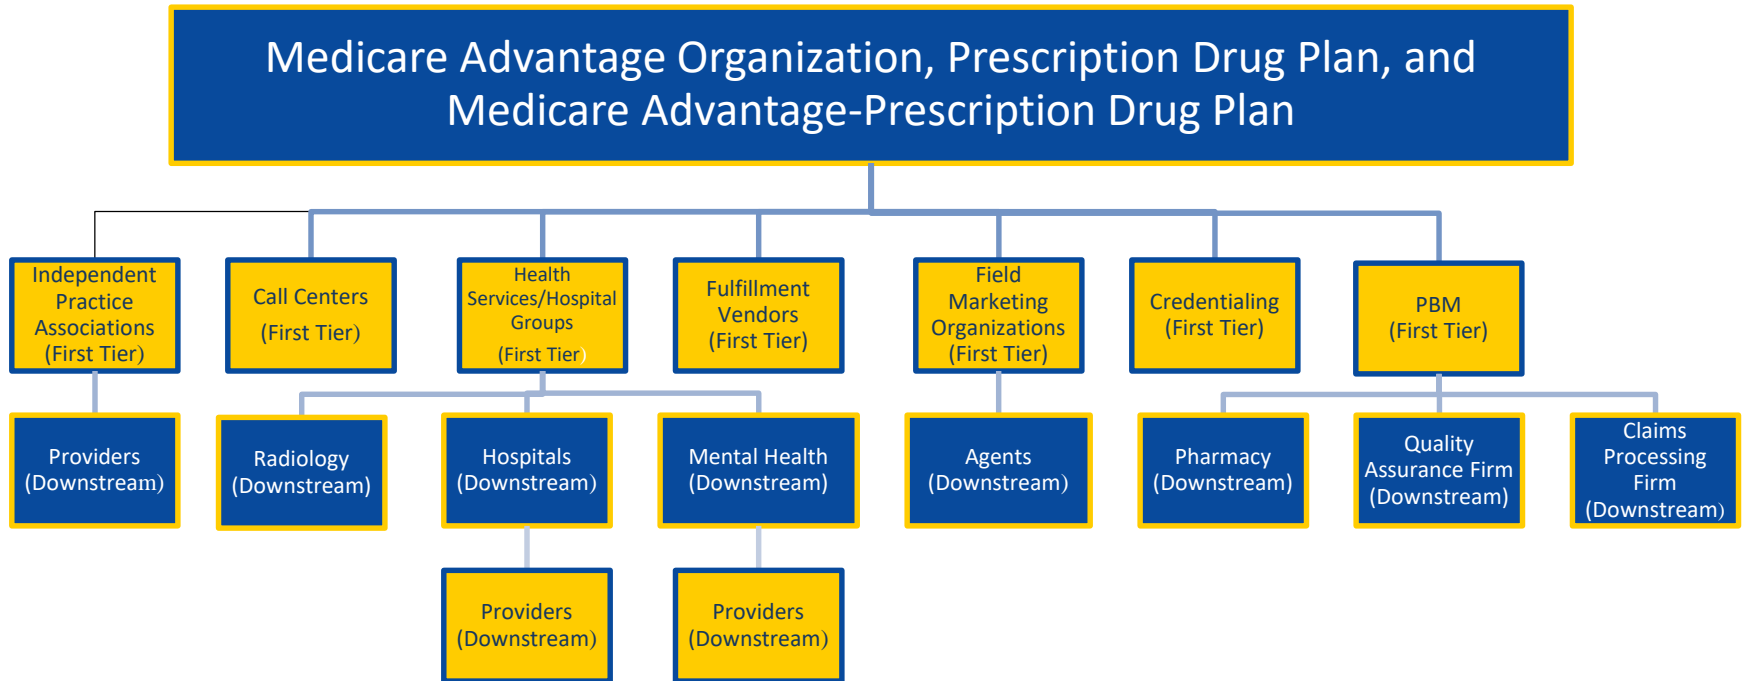 Medicare Advantage Organization, Prescription Drug Plan, and
Medicare Advantage-Prescription Drug Plan
Independent
Practice
Associations
(First Tier)
Call Centers
(First Tier)
Health
Services/Hospital
Groups
(First Tier)
Fulfillment
Vendors
(First Tier)
Field
Marketing
Organizations
(First Tier)
Credentialing
(First Tier)
PBM
(First Tier)
Providers
(Downstream)
Radiology
(Downstream)
Hospitals
(Downstream)
Mental Health
(Downstream)
Agents
(Downstream)
Pharmacy
(Downstream)
Quality
Assurance Firm
(Downstream)
Claims
Processing
Firm
(Downstream)
Providers
(Downstream)
Providers
(Downstream)